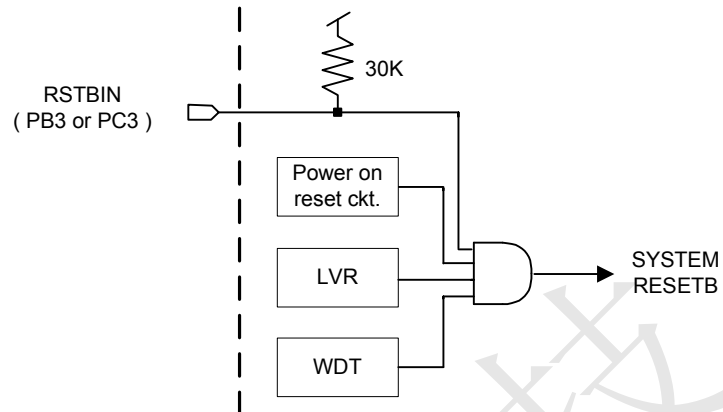 30K
RSTBIN
( PB3 or PC3 )
Power on
reset ckt.
LVR
WDT
SYSTEM
RESETB